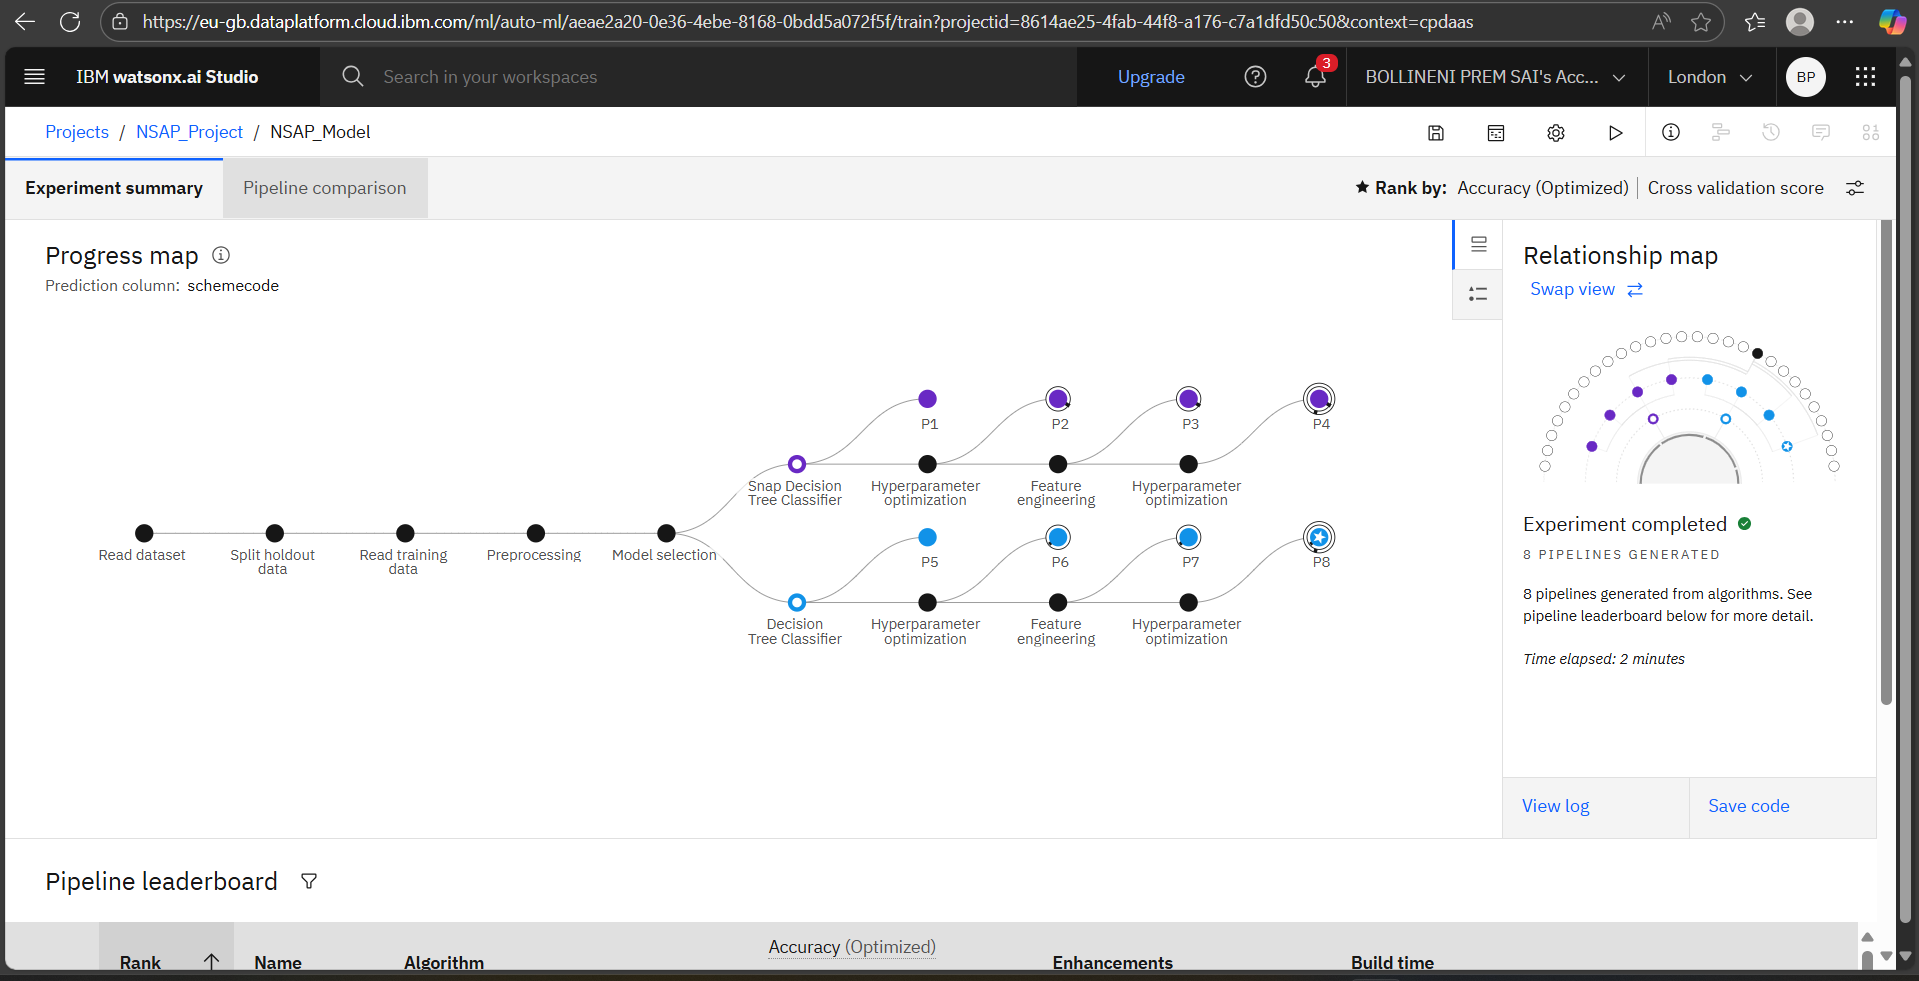 https://eu-gb.dataplatform.cloud.ibm.com/ml/auto-ml/aeae2a20-0e36-4ebe-8168-0bdd5a072f5f/train?projectid=8614ae25-4fab-44f8-a176-c7a1dfd50c50&context=cpdaas
IBM watsonx.ai Studio
Search in your workspaces
Upgrade
3
BOLLINENI PREM SAI's Acc...
London
BP
Projects / NSAP_Project / NSAP_Model
Experiment summary
Pipeline comparison
Rank by: Accuracy (Optimized) | Cross validation score
Progress map
Prediction column: schemecode
P1
P2
P3
P4
Snap Decision
Tree Classifier
Hyperparameter
optimization
Feature
engineering
Hyperparameter
optimization
Read dataset
Split holdout
data
Read training
data
Preprocessing
Model selection
P5
P6
P7
P8
Decision
Tree Classifier
Hyperparameter
optimization
Feature
engineering
Hyperparameter
optimization
Relationship map
Swap view
Experiment completed
8 PIPELINES GENERATED
8 pipelines generated from algorithms. See
pipeline leaderboard below for more detail.
Time elapsed: 2 minutes
View log
Save code
Pipeline leaderboard
Rank
Name
Algorithm
Accuracy (Optimized)
Enhancements
Build time